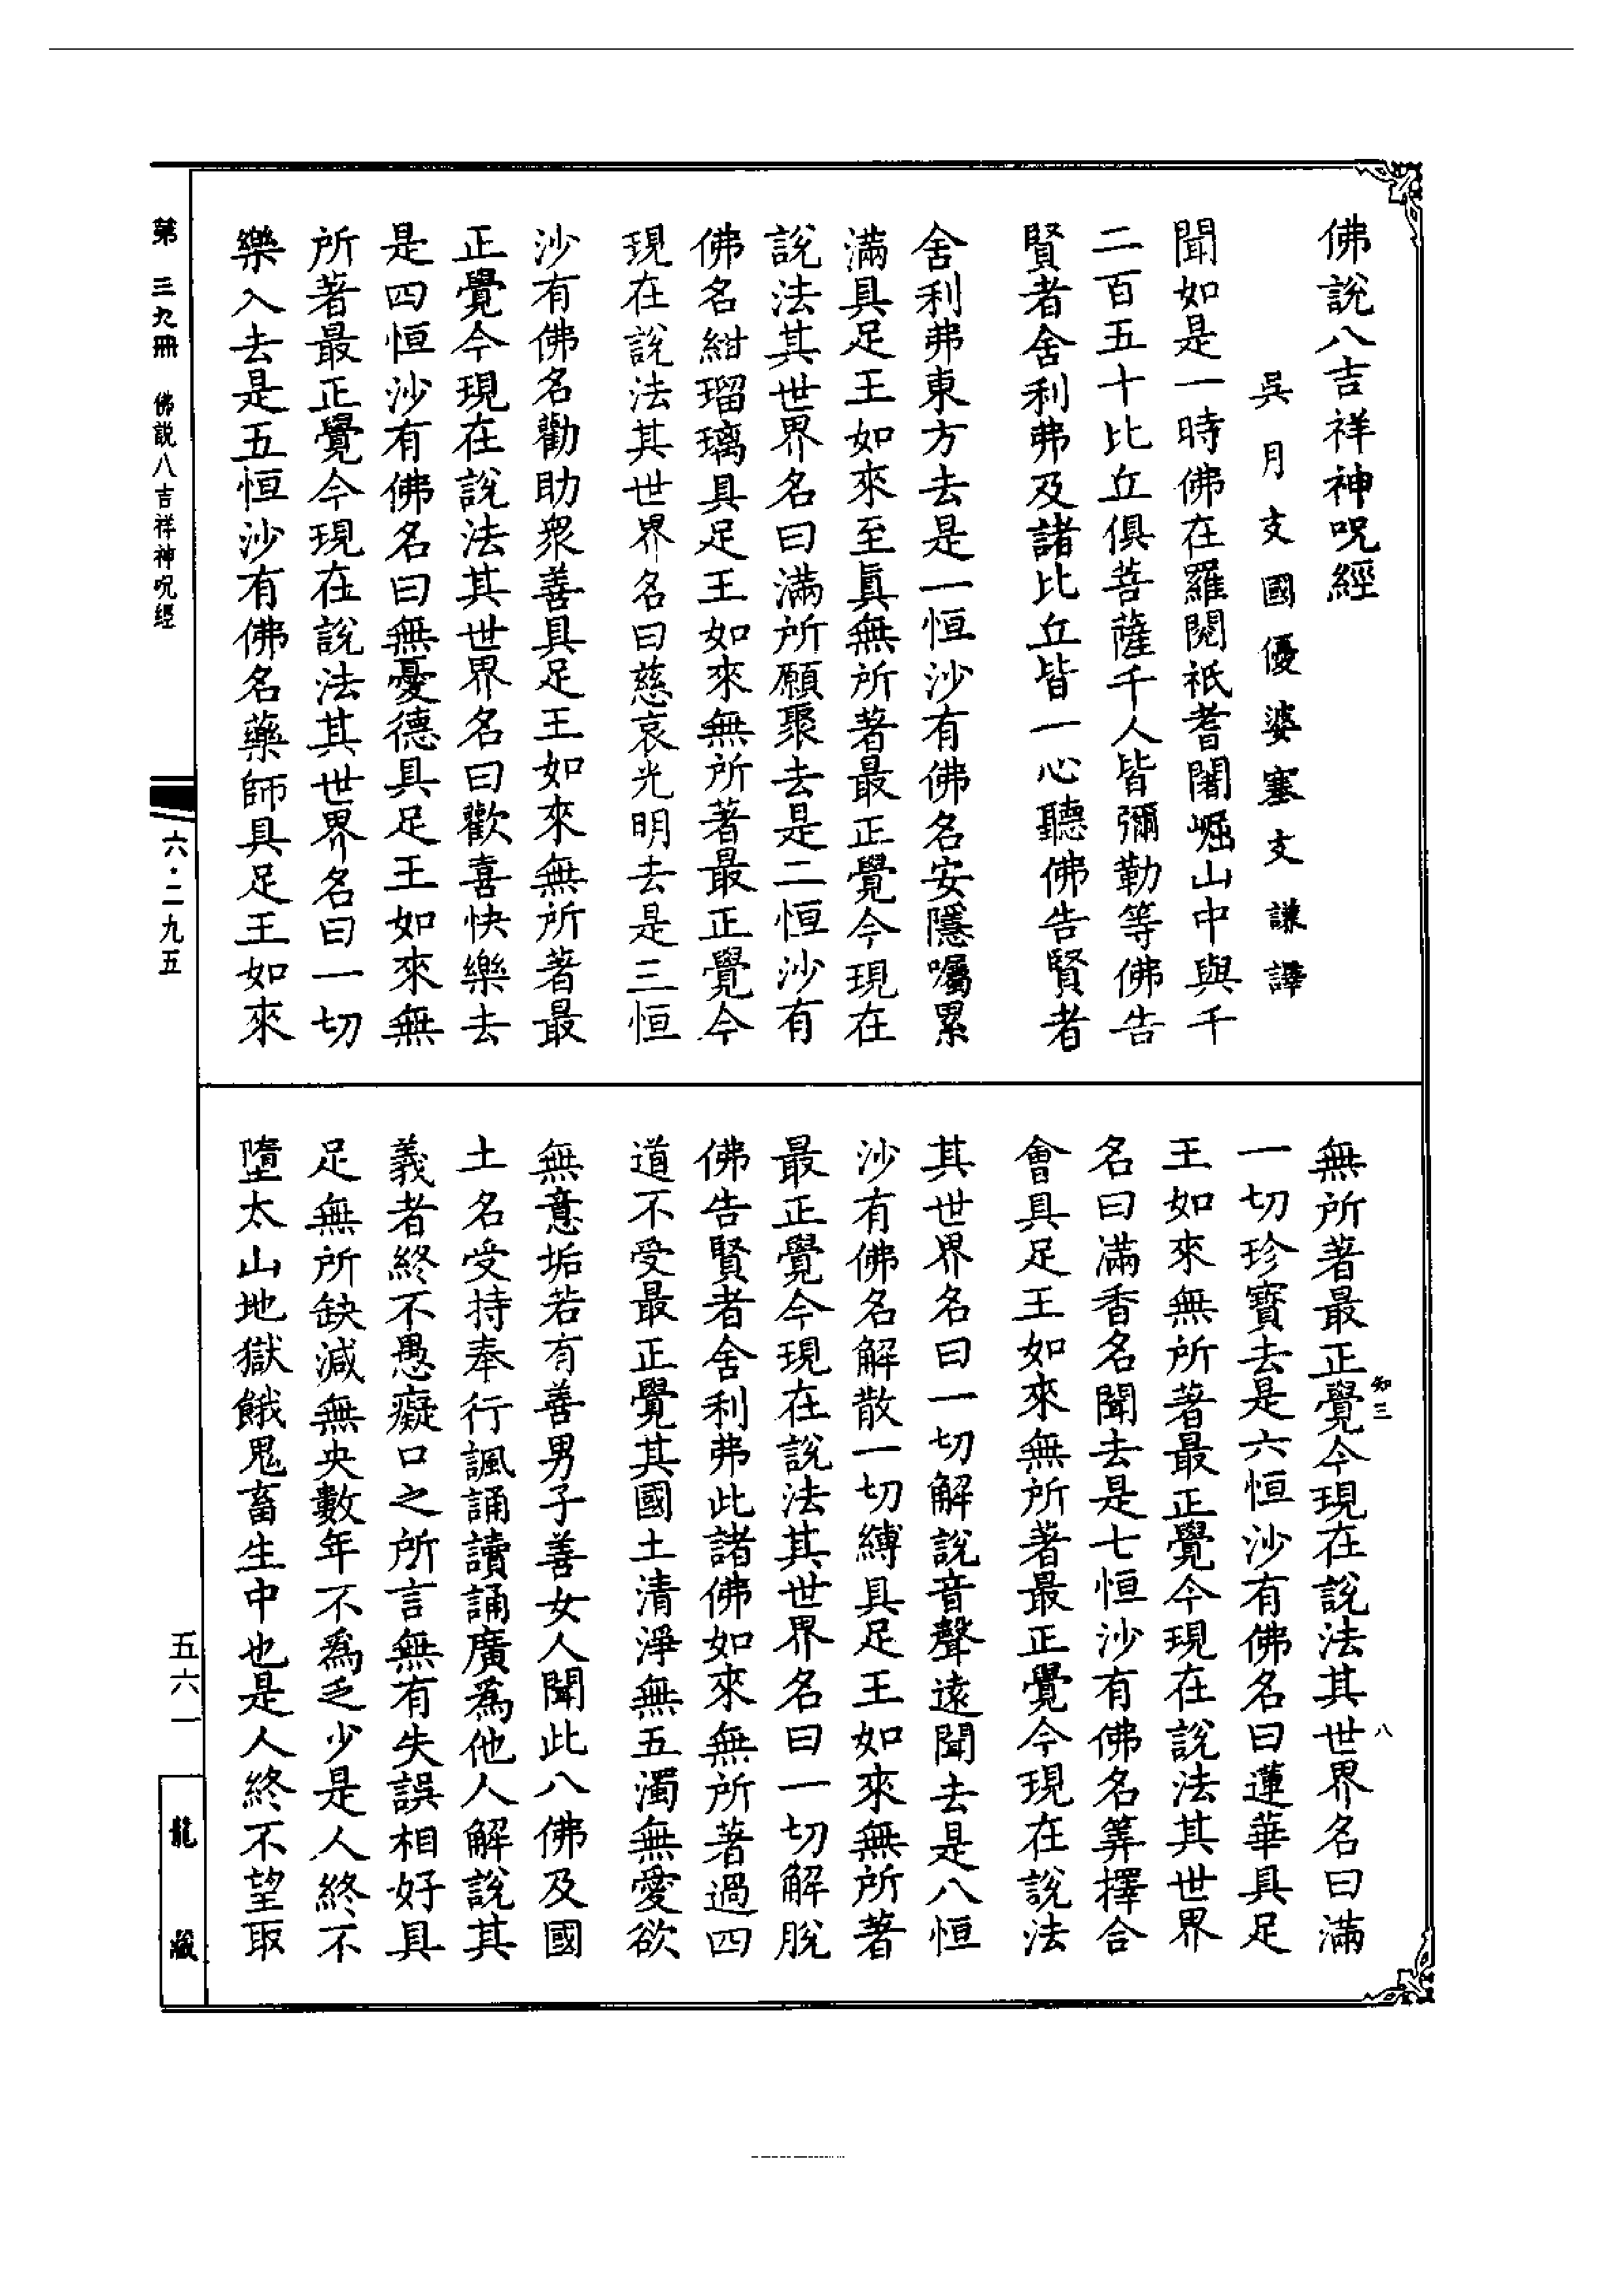 佛說八吉祥神呪經
吳月支國優婆塞支謙譯
聞如是一時佛在羅閱祇耆闍崛山中與千
二百五十比丘俱菩薩千人皆彌勒等佛告
賢者舍利弗及諸比丘皆一心聽佛告賢者
舍利弗東方去是一恒沙有佛名安隱囑累
滿具足王如來至眞無所著最正覺今現在
說法其世界名曰滿所願聚去是二恒沙有
佛名紺瑠璃具足王如來無所著最正覺今
現在說法其世界名曰慈哀光明去是三恒
沙有佛名勸助衆善具足王如來無所著最
正覺今現在說法其世界名曰歡喜快樂去
是四恒沙有佛名曰無憂德具足王如來無
所著最正覺今現在說法其世界名曰一切
樂入去是五恒沙有佛名藥師具足王如來
無所著最正覺今現在說法其世界名曰滿
一切珍寶去是六恒沙有佛名曰蓮華具足
王如來無所著最正覺今現在說法其世界
名曰滿香名聞去是七恒沙有佛名筭擇合
會具足王如來無所著最正覺今現在說法
其世界名曰一切解說音聲遠聞去是八恒
沙有佛名解散一切縛具足王如來無所著
最正覺今現在說法其世界名曰一切解脫
佛告賢者舍利弗此諸佛如來無所著過四
道不受最正覺其國土清淨無五濁無愛欲
無意垢若有善男子善女人聞此八佛及國
土名受持奉行諷誦讀誦廣為他人解說其
義者終不愚癡口之所言無有失誤相好具
足無所缺減無央數年不為乏少是人終不
墮太山地獄餓鬼畜生中也是人終不望取
知三
八
第三九冊 佛説八吉祥神呪經
六·二九五
五六一
龍藏